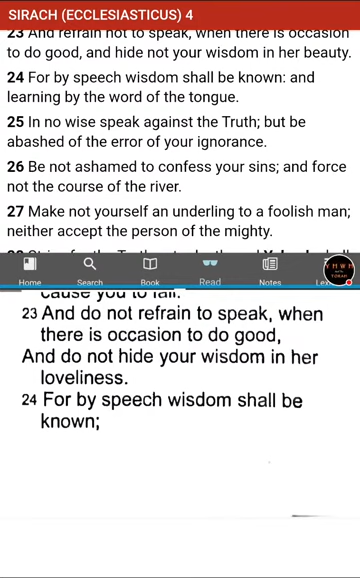 SIRACH (ECCLESIASTICUS) 4
23 And refrain not to speak, when there is occasion
to do good, and hide not your wisdom in her beauty.
24 For by speech wisdom shall be known: and
learning by the word of the tongue.
25 In no wise speak against the Truth; but be
abashed of the error of your ignorance.
26 Be not ashamed to confess your sins; and force
not the course of the river.
27 Make not yourself an underling to a foolish man;
neither accept the person of the mighty.
Home Search Book Read Notes
cause you to fall.
23 And do not refrain to speak, when
there is occasion to do good,
And do not hide your wisdom in her
loveliness.
24 For by speech wisdom shall be
known;